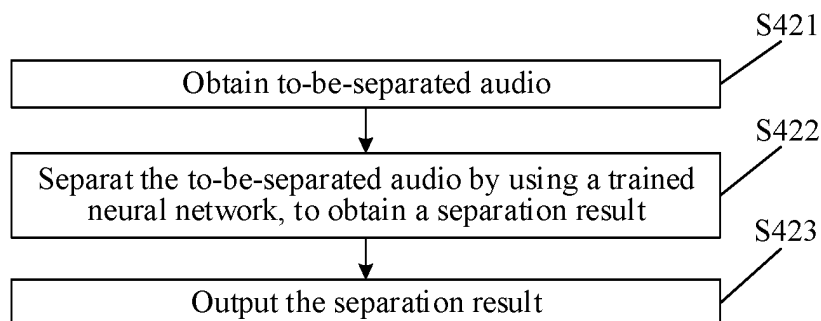 S421
Obtain to-be-separated audio
S422
Separat the to-be-separated audio by using a trained
neural network, to obtain a separation result
S423
Output the separation result